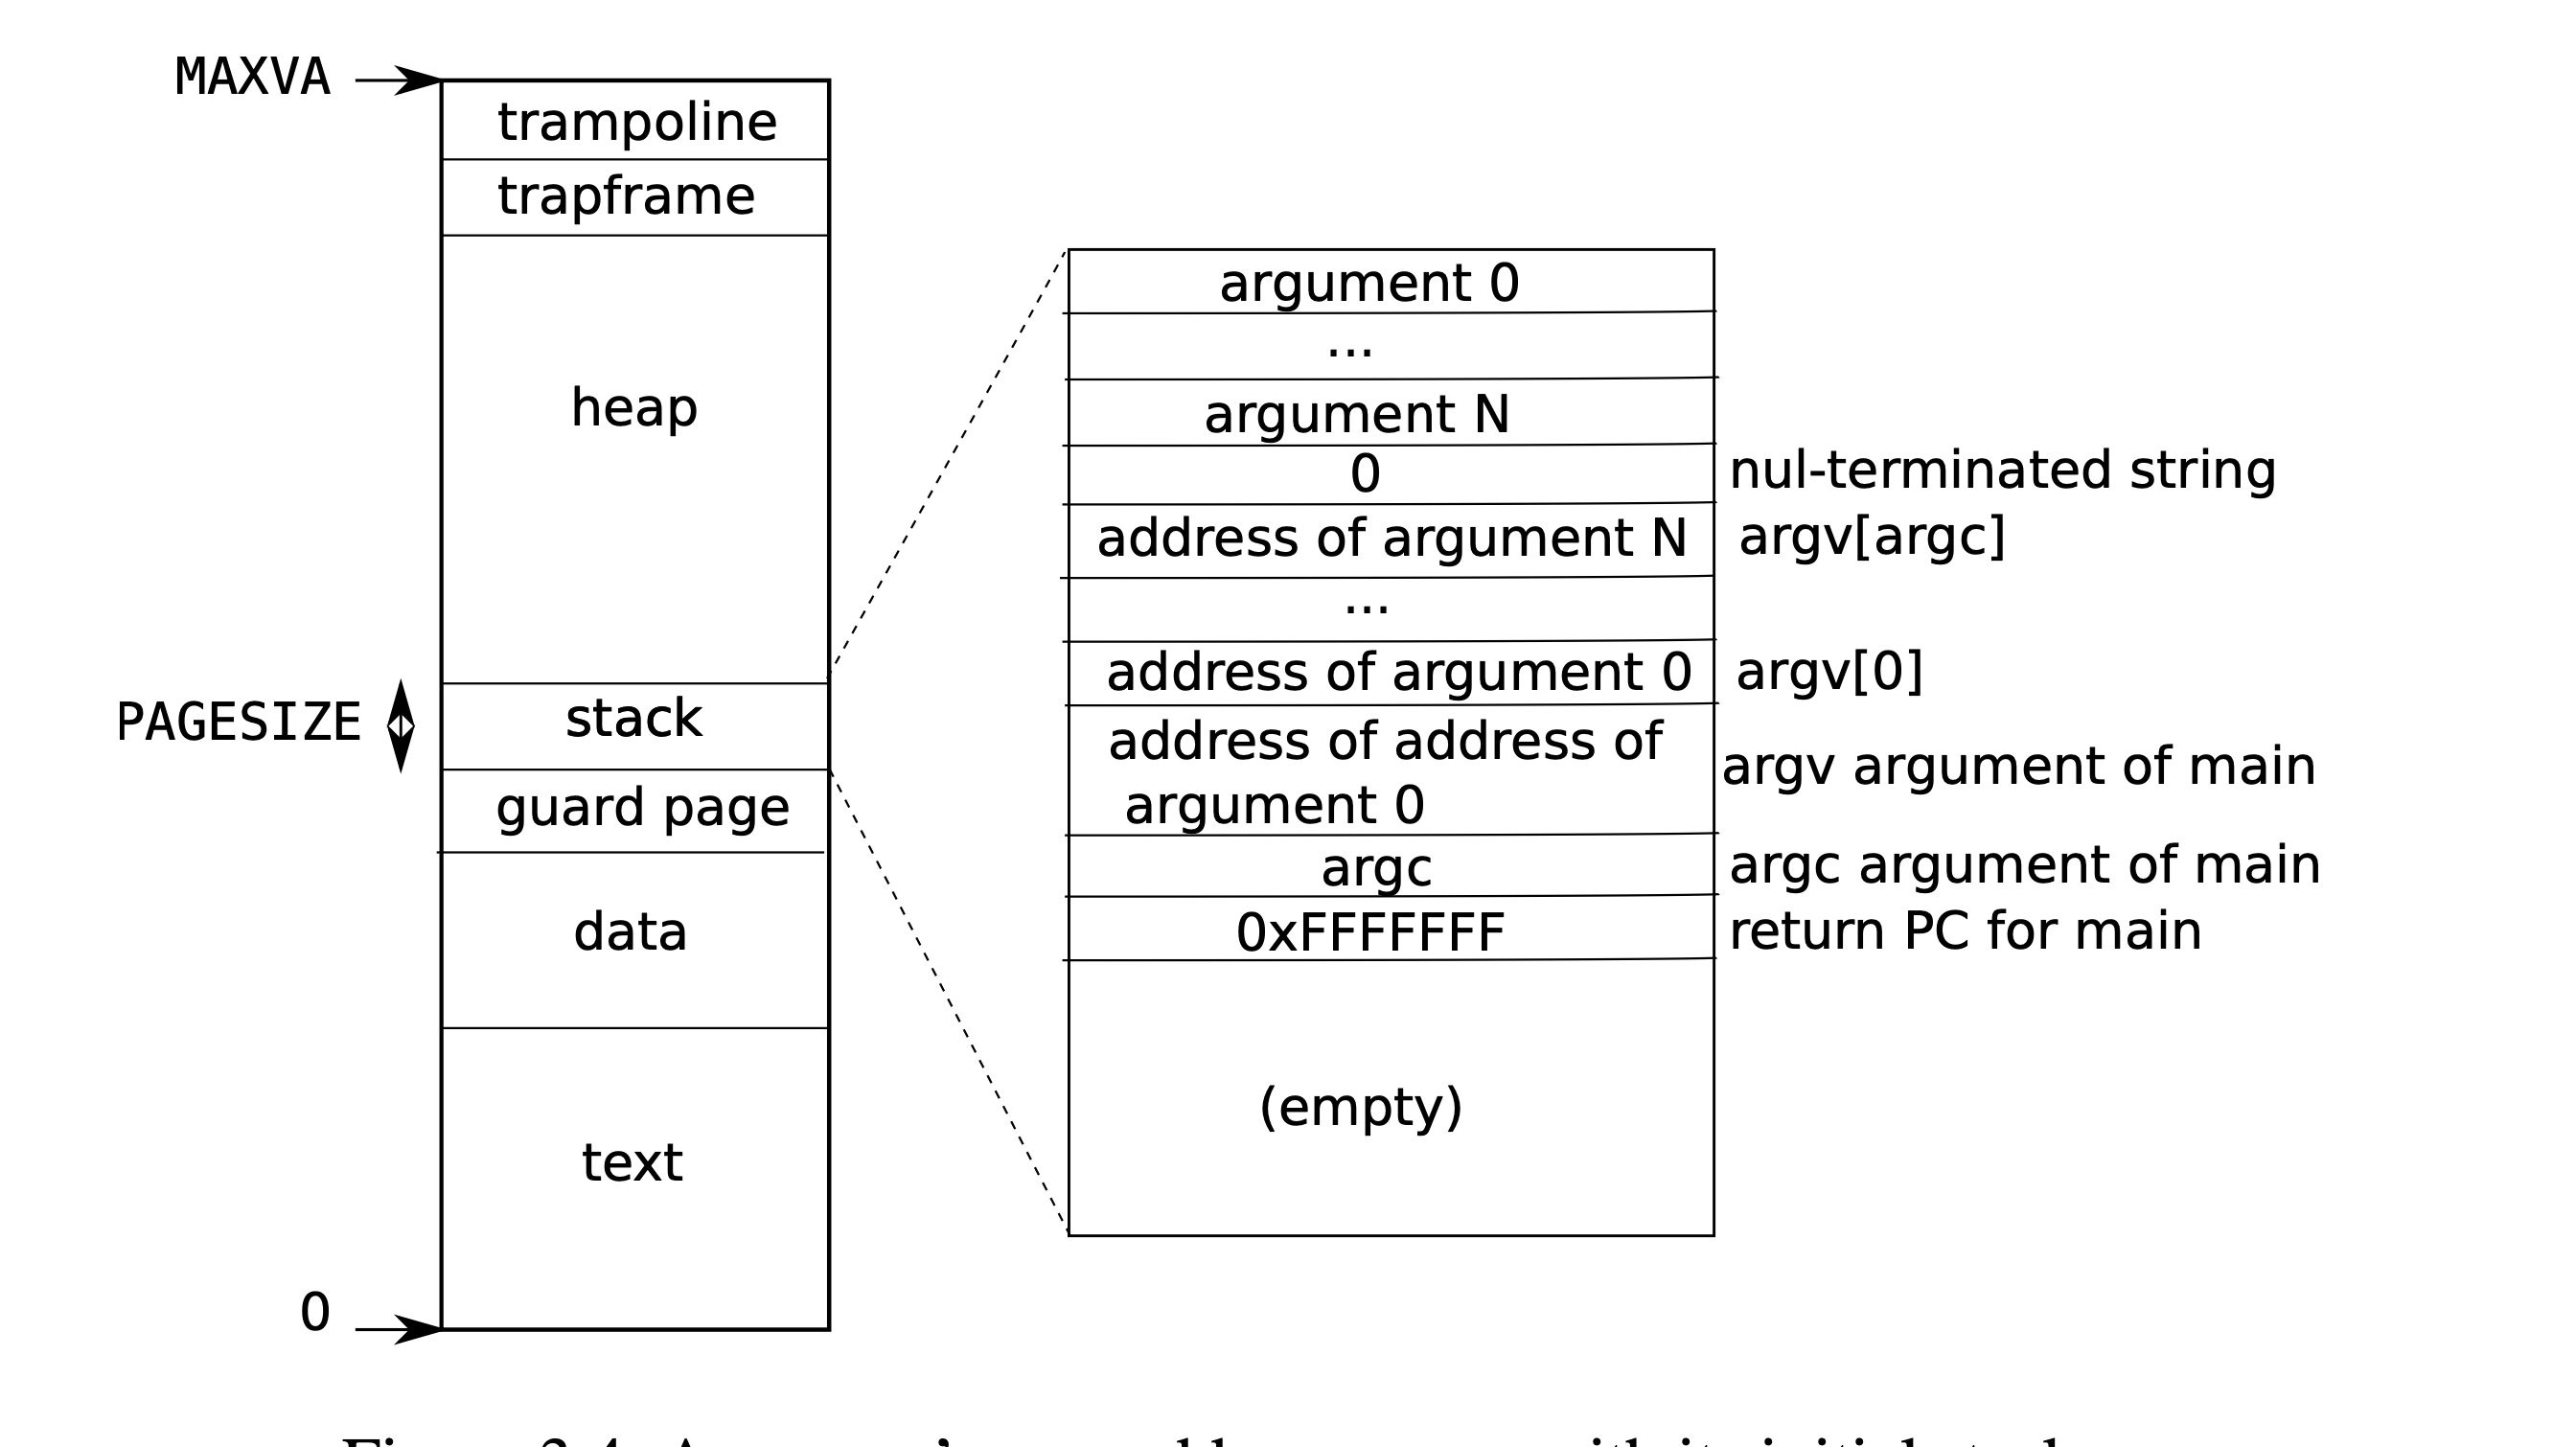 MAXVA
trampoline
trapframe
heap
PAGESIZE
stack
guard page
data
text
0
argument 0
...
argument N
0
nul-terminated string
address of argument N
argv[argc]
...
address of argument 0
argv[0]
address of address of
argument 0
argv argument of main
argc
argc argument of main
0xFFFFFFF
return PC for main
(empty)